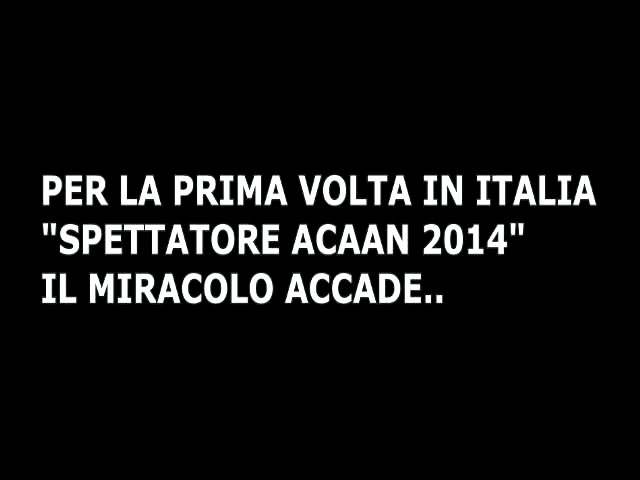 PER LA PRIMA VOLTA IN ITALIA
"SPETTATORE ACAAN 2014"
IL MIRACOLO ACCADE..